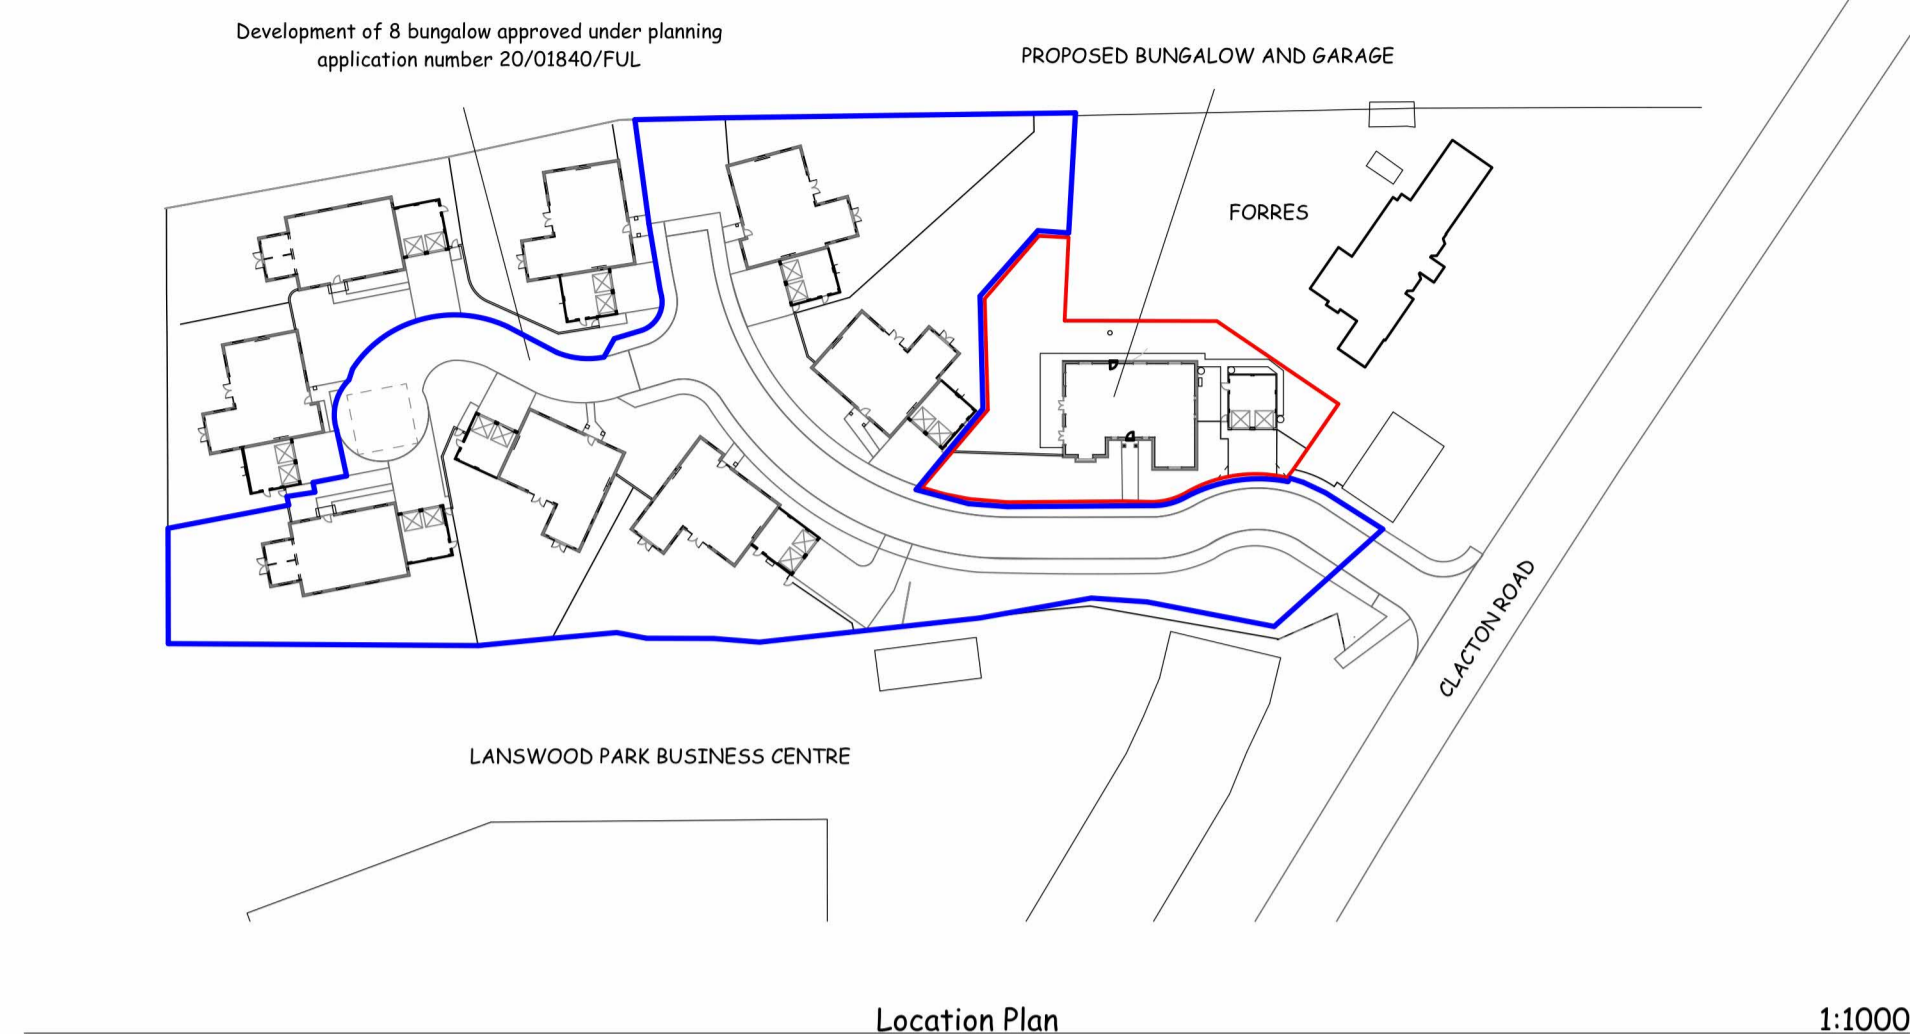 Development of 8 bungalow approved under planning
application number 20/01840/FUL
PROPOSED BUNGALOW AND GARAGE
FORRES
CLACTON ROAD
LANSWOOD PARK BUSINESS CENTRE
Location Plan
1:1000